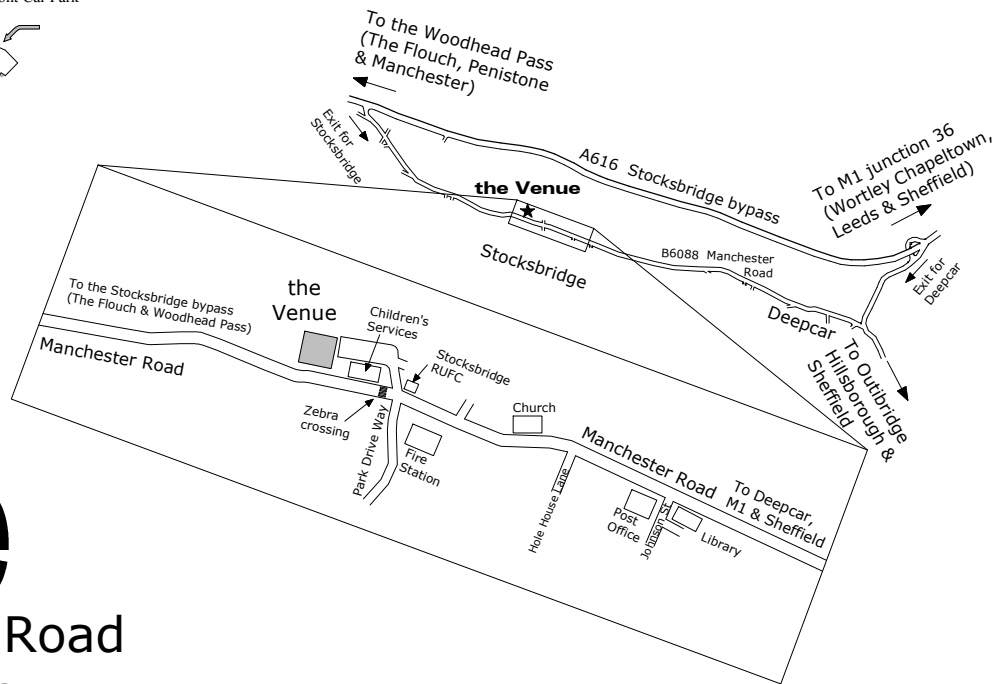 To the Woodhead Pass
(The Flouch, Penistone
& Manchester)
Exit for
Stocksbridge
A616 Stocksbridge bypass
To M1 junction 36
(Wortley Chapeltown,
Leeds & Sheffield)
the Venue
Stocksbridge
B6088 Manchester
Road
Exit for
Deepcar
Deepcar
To Outibridge
Hillsborough &
Sheffield
To the Stocksbridge bypass
(The Flouch & Woodhead Pass)
the
Venue
Children's
Services
Manchester Road
Stocksbridge
RUFC
Zebra
crossing
Park Drive Way
Fire
Station
Church
Manchester Road
Hole House Lane
Post
Office
Johnson St
Library
To Deepcar,
M1 & Sheffield
Road